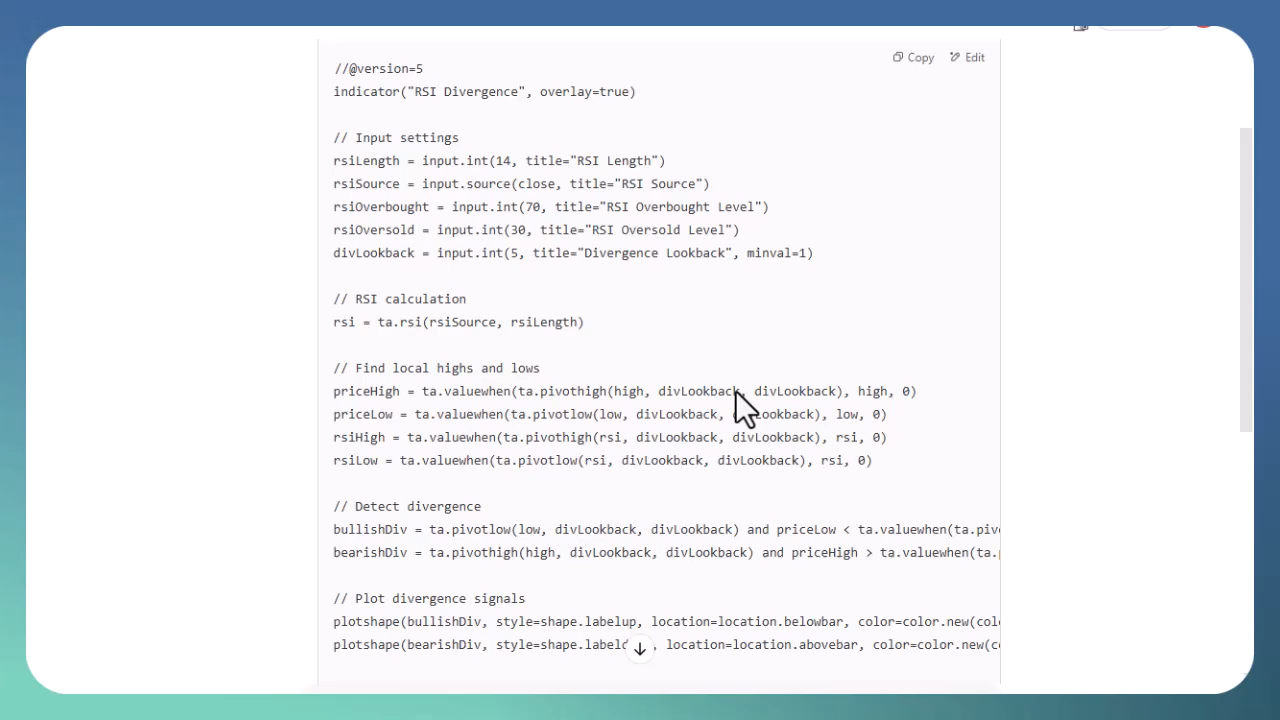 Copy Edit
//@version=5
indicator("RSI Divergence", overlay=true)
// Input settings
rsiLength = input.int(14, title="RSI Length")
rsiSource = input.source(close, title="RSI Source")
rsiOverbought = input.int(70, title="RSI Overbought Level")
rsiOversold = input.int(30, title="RSI Oversold Level")
divLookback = input.int(5, title="Divergence Lookback", minval=1)
// RSI calculation
rsi = ta.rsi(rsiSource, rsiLength)
// Find local highs and lows
priceHigh = ta.valuewhen(ta.pivothigh(high, divLookback, divLookback), high, 0)
priceLow = ta.valuewhen(ta.pivotlow(low, divLookback, divLookback), low, 0)
rsiHigh = ta.valuewhen(ta.pivothigh(rsi, divLookback, divLookback), rsi, 0)
rsiLow = ta.valuewhen(ta.pivotlow(rsi, divLookback, divLookback), rsi, 0)
// Detect divergence
bullishDiv = ta.pivotlow(low, divLookback, divLookback) and priceLow < ta.valuewhen(ta.piv
bearishDiv = ta.pivothigh(high, divLookback, divLookback) and priceHigh > ta.valuewhen(ta.
// Plot divergence signals
plotshape(bullishDiv, style=shape.labelup, location=location.belowbar, color=color.new(col
plotshape(bearishDiv, style=shape.label , location=location.abovebar, color=color.new(c